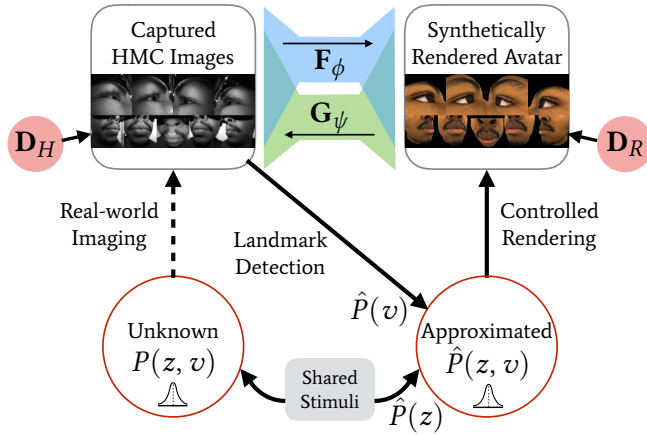 Captured
HMC Images
Synthetically
Rendered Avatar
F_ϕ
G_ψ
D_H
D_R
Real-world
Imaging
Landmark
Detection
Controlled
Rendering
P̂(v)
Unknown
P(z, v)
Shared
Stimuli
Approximated
P̂(z, v)
P̂(z)